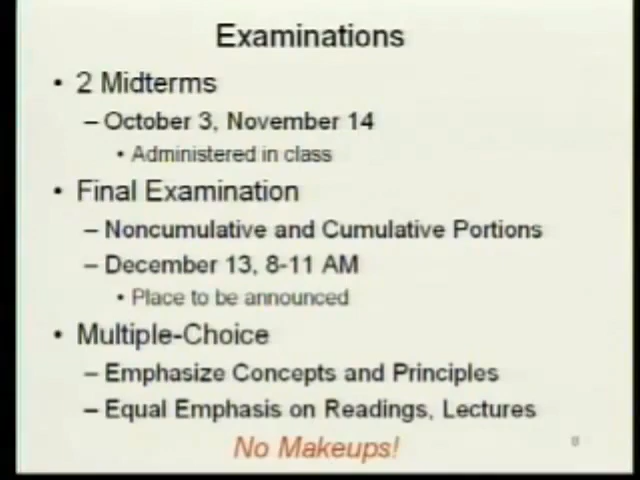 Examinations
• 2 Midterms
– October 3, November 14
• Administered in class
• Final Examination
– Noncumulative and Cumulative Portions
– December 13, 8-11 AM
• Place to be announced
• Multiple-Choice
– Emphasize Concepts and Principles
– Equal Emphasis on Readings, Lectures
No Makeups!